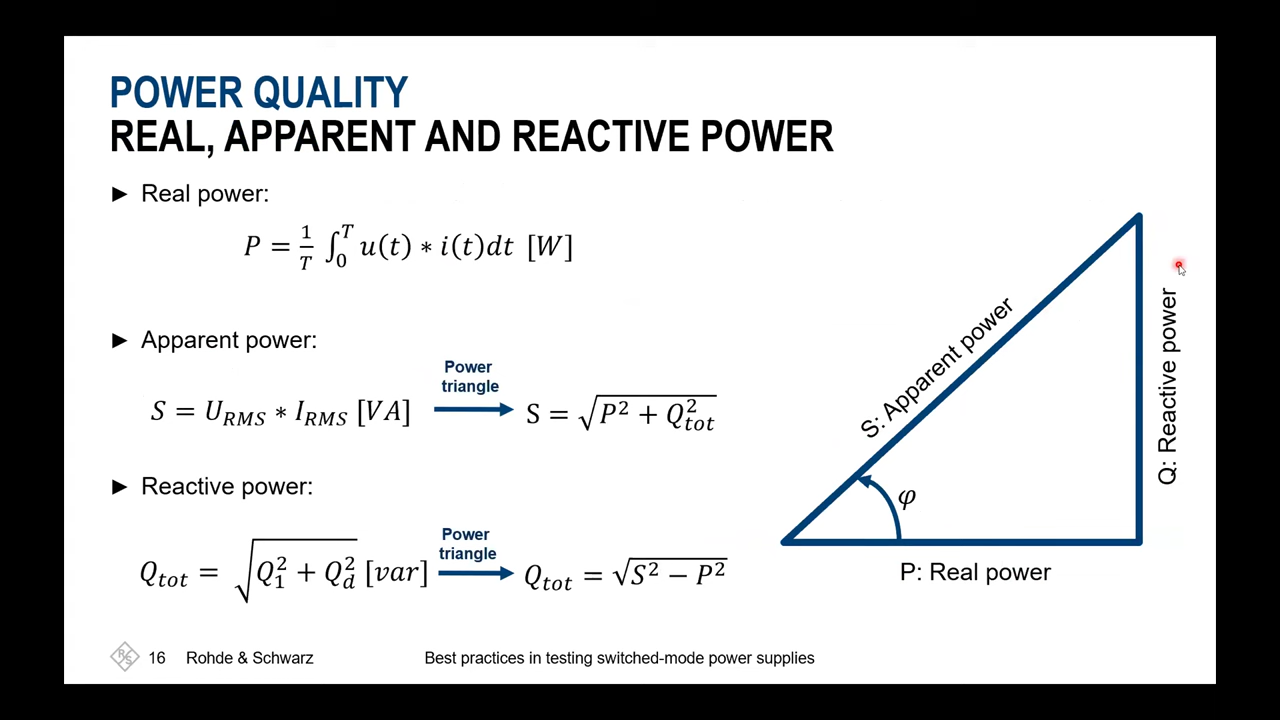 POWER QUALITY
REAL, APPARENT AND REACTIVE POWER
► Real power:
P = 1/T ∫₀ᵀ u(t) ∗ i(t)dt [W]
► Apparent power:
Power
triangle
S = U_RMS ∗ I_RMS [VA]
S = √(P² + Q²_tot)
► Reactive power:
Power
triangle
Q_tot = √(Q₁² + Q_d²) [var]
Q_tot = √(S² − P²)
S: Apparent power
Q: Reactive power
φ
P: Real power
R/S 16 Rohde & Schwarz Best practices in testing switched-mode power supplies